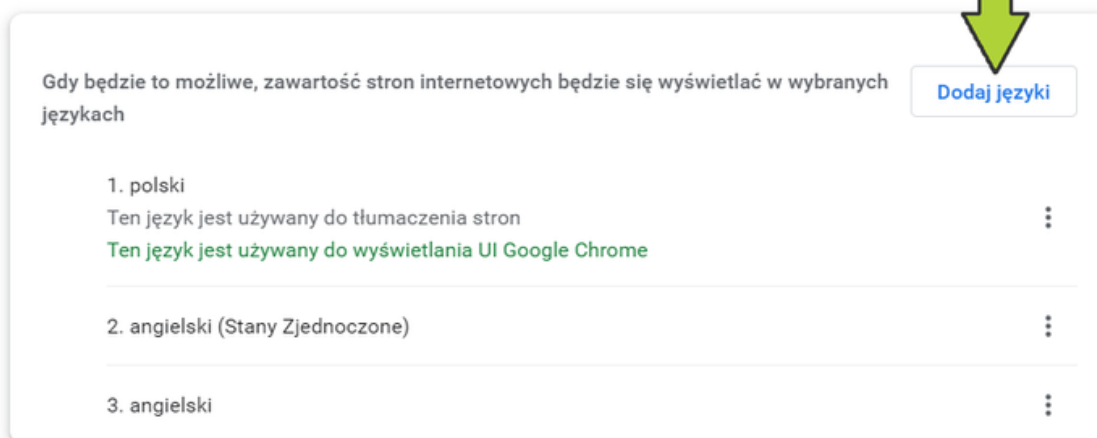 Gdy będzie to możliwe, zawartość stron internetowych będzie się wyświetlać w wybranych
językach
Dodaj języki
1. polski
Ten język jest używany do tłumaczenia stron
Ten język jest używany do wyświetlania UI Google Chrome
2. angielski (Stany Zjednoczone)
3. angielski